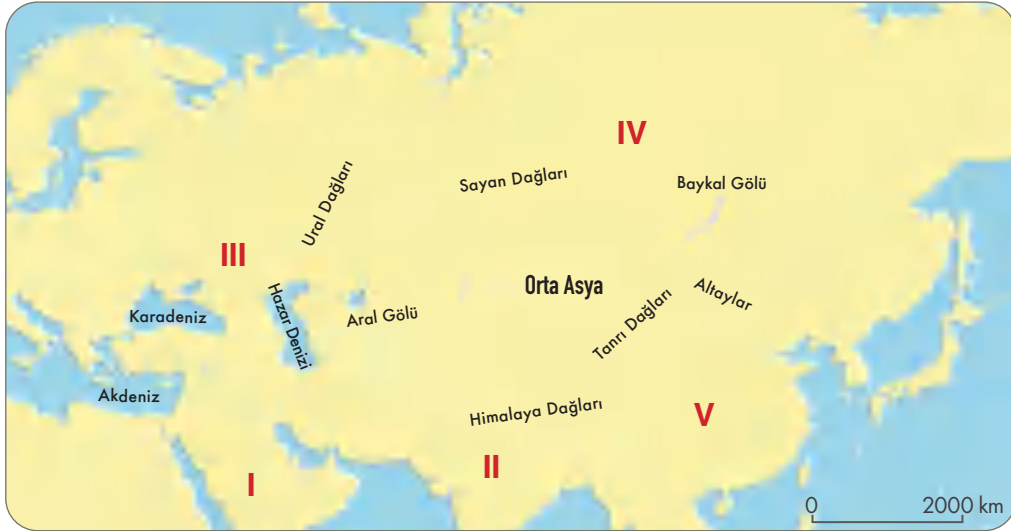 IV
Ural Dağları
Sayan Dağları
Baykal Gölü
III
Orta Asya
Hazar Denizi
Altaylar
Karadeniz
Aral Gölü
Tanrı Dağları
Akdeniz
Himalaya Dağları
V
II
I
0 2000 km